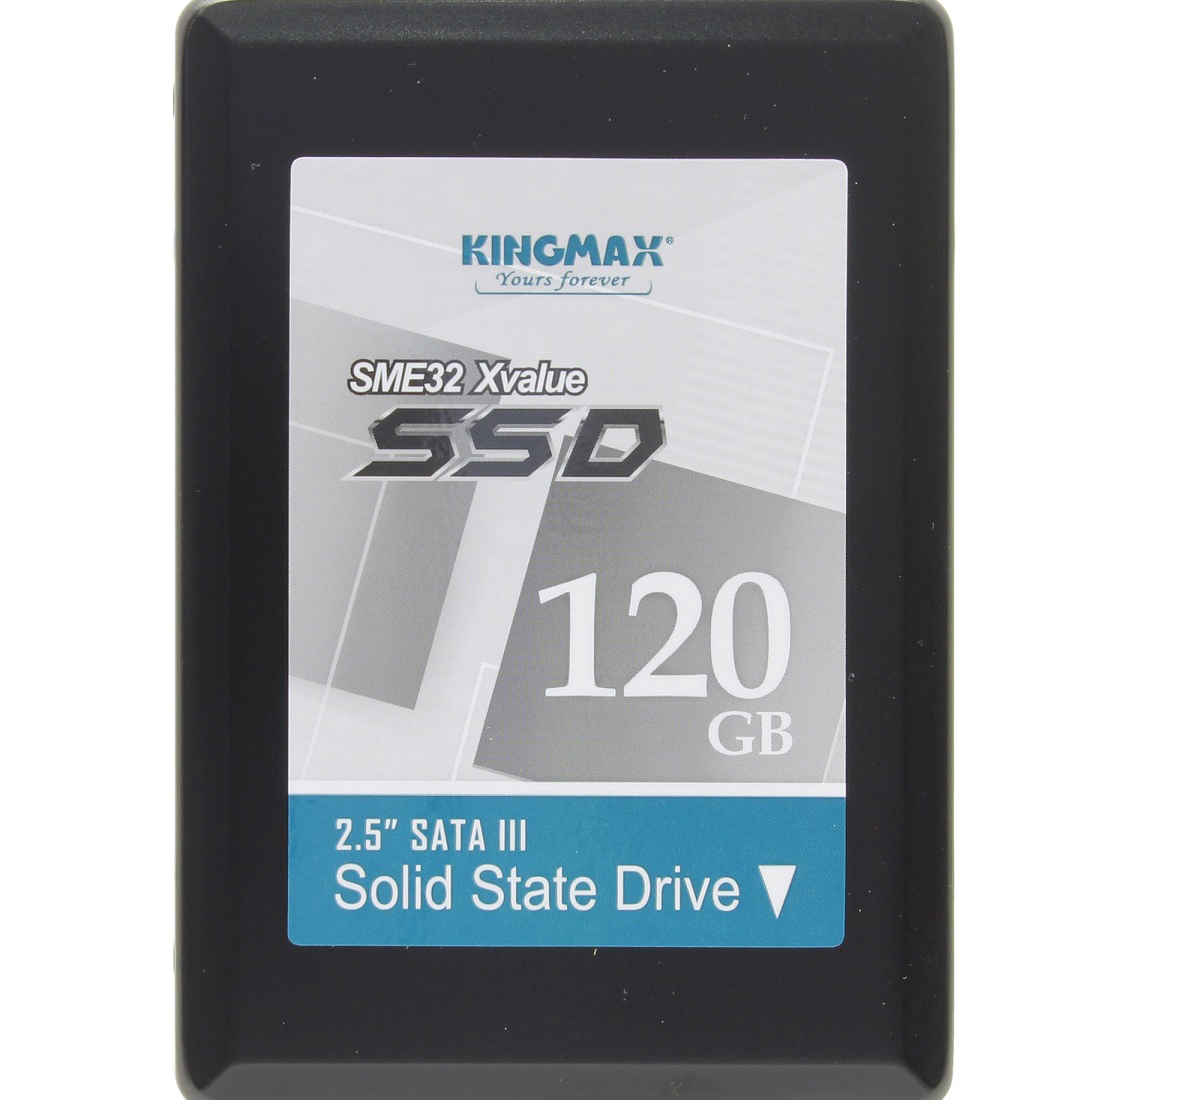 KINGMAX®
Yours forever
SME32 Xvalue
SSD
120
GB
2.5" SATA III
Solid State Drive